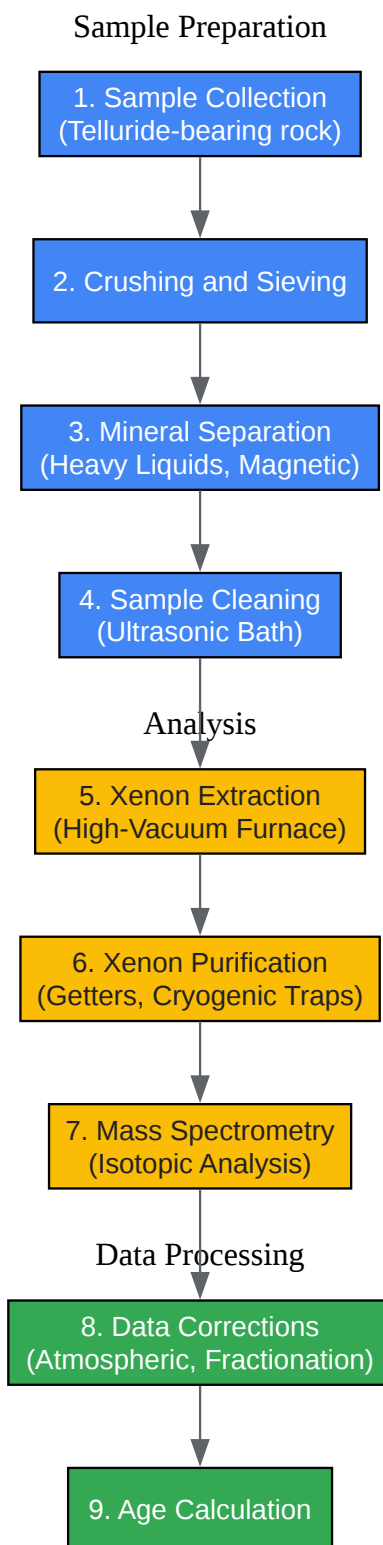 Sample Preparation
1. Sample Collection
(Telluride-bearing rock)
2. Crushing and Sieving
3. Mineral Separation
(Heavy Liquids, Magnetic)
4. Sample Cleaning
(Ultrasonic Bath)
Analysis
5. Xenon Extraction
(High-Vacuum Furnace)
6. Xenon Purification
(Getters, Cryogenic Traps)
7. Mass Spectrometry
(Isotopic Analysis)
Data Processing
8. Data Corrections
(Atmospheric, Fractionation)
9. Age Calculation